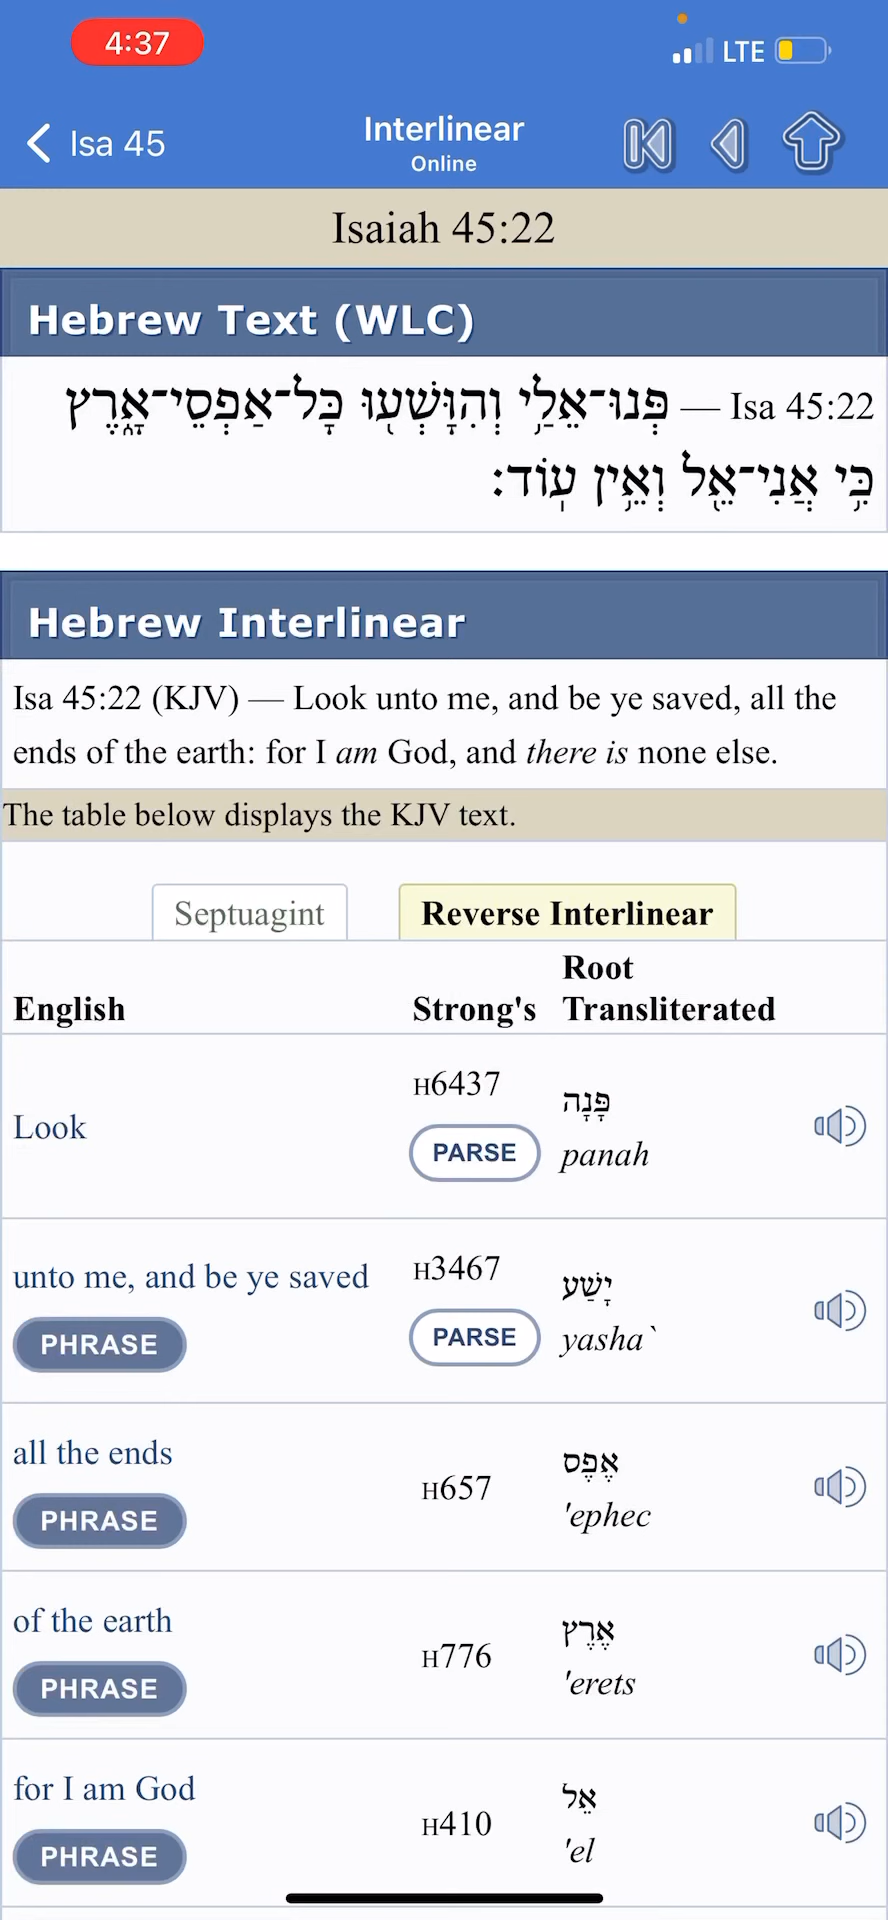 4:37
LTE
Isa 45
Interlinear
Online
Isaiah 45:22
Hebrew Text (WLC)
Isa 45:22 — פְּנוּ־אֵלַ֥י וְהִוָּשְׁע֖וּ כָּל־אַפְסֵי־אָ֑רֶץ
כִּ֥י אֲנִי־אֵ֖ל וְאֵ֥ין עֽוֹד׃
Hebrew Interlinear
Isa 45:22 (KJV) — Look unto me, and be ye saved, all the
ends of the earth: for I am God, and there is none else.
The table below displays the KJV text.
Septuagint
Reverse Interlinear
English
Strong's
Root
Transliterated
Look
H6437
PARSE
פָּנָה
panah
unto me, and be ye saved
PHRASE
H3467
PARSE
יָשַׁע
yasha`
all the ends
PHRASE
H657
אֶפֶס
'ephec
of the earth
PHRASE
H776
אֶרֶץ
'erets
for I am God
PHRASE
H410
אֵל
'el